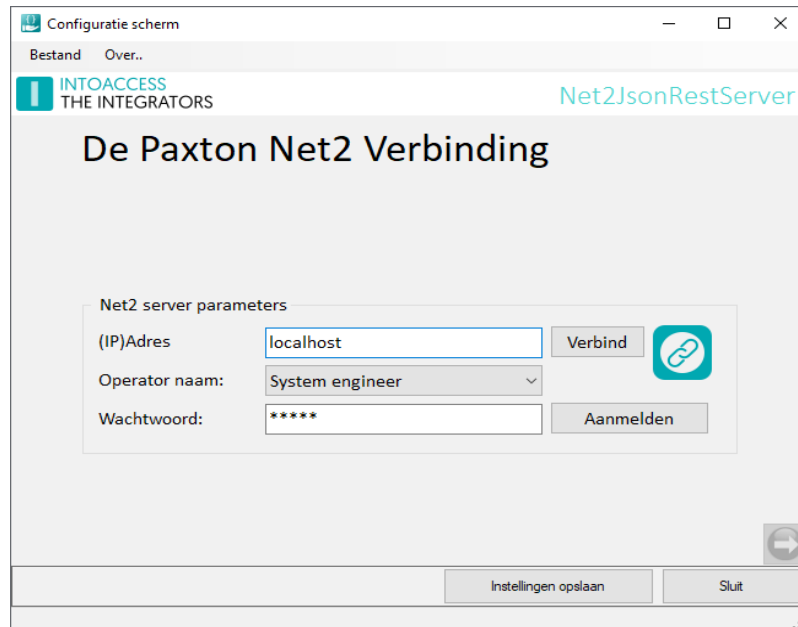 Configuratie scherm
Bestand Over..
INTOACCESS
THE INTEGRATORS
Net2JsonRestServer
De Paxton Net2 Verbinding
Net2 server parameters
(IP)Adres localhost Verbind
Operator naam: System engineer
Wachtwoord: ***** Aanmelden
Instellingen opslaan Sluit